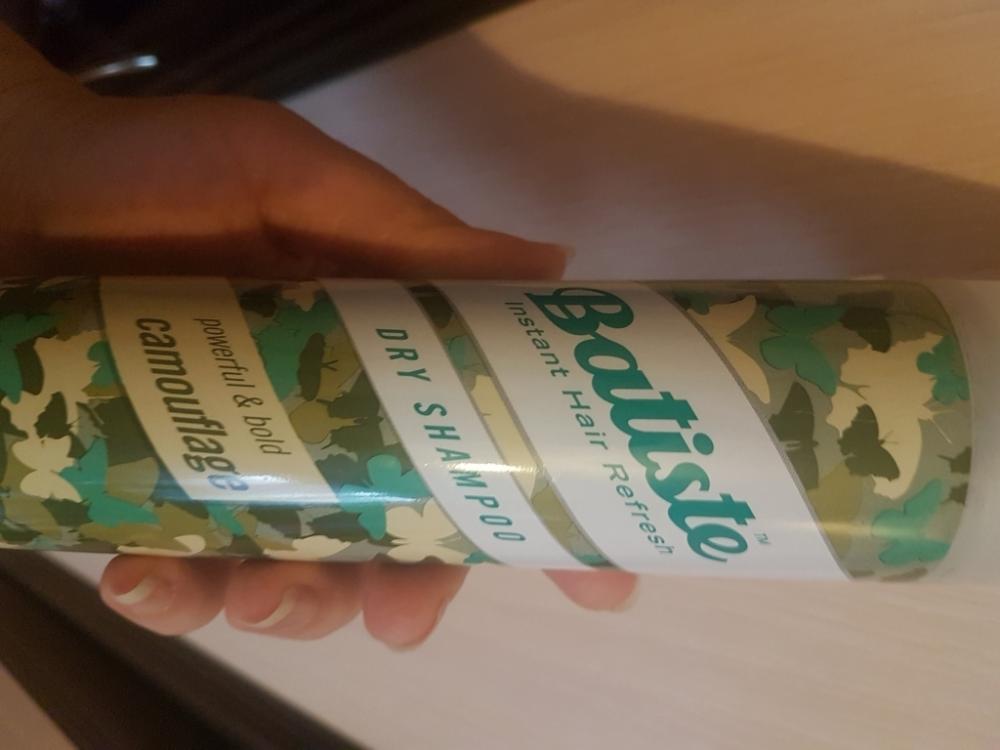 Batiste™
Instant Hair Refresh
DRY SHAMPOO
powerful & bold
camouflage